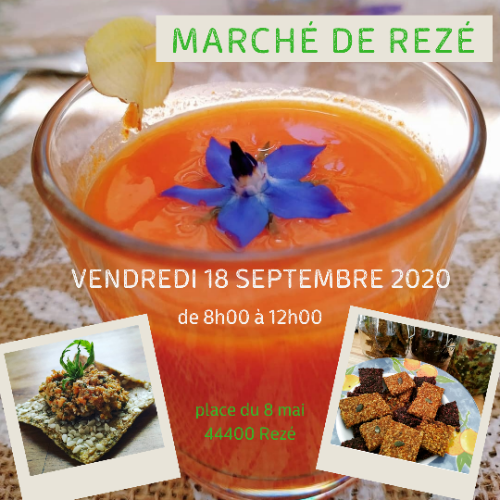 MARCHÉ DE REZÉ
VENDREDI 18 SEPTEMBRE 2020
de 8h00 à 12h00
place du 8 mai
44400 Rezé